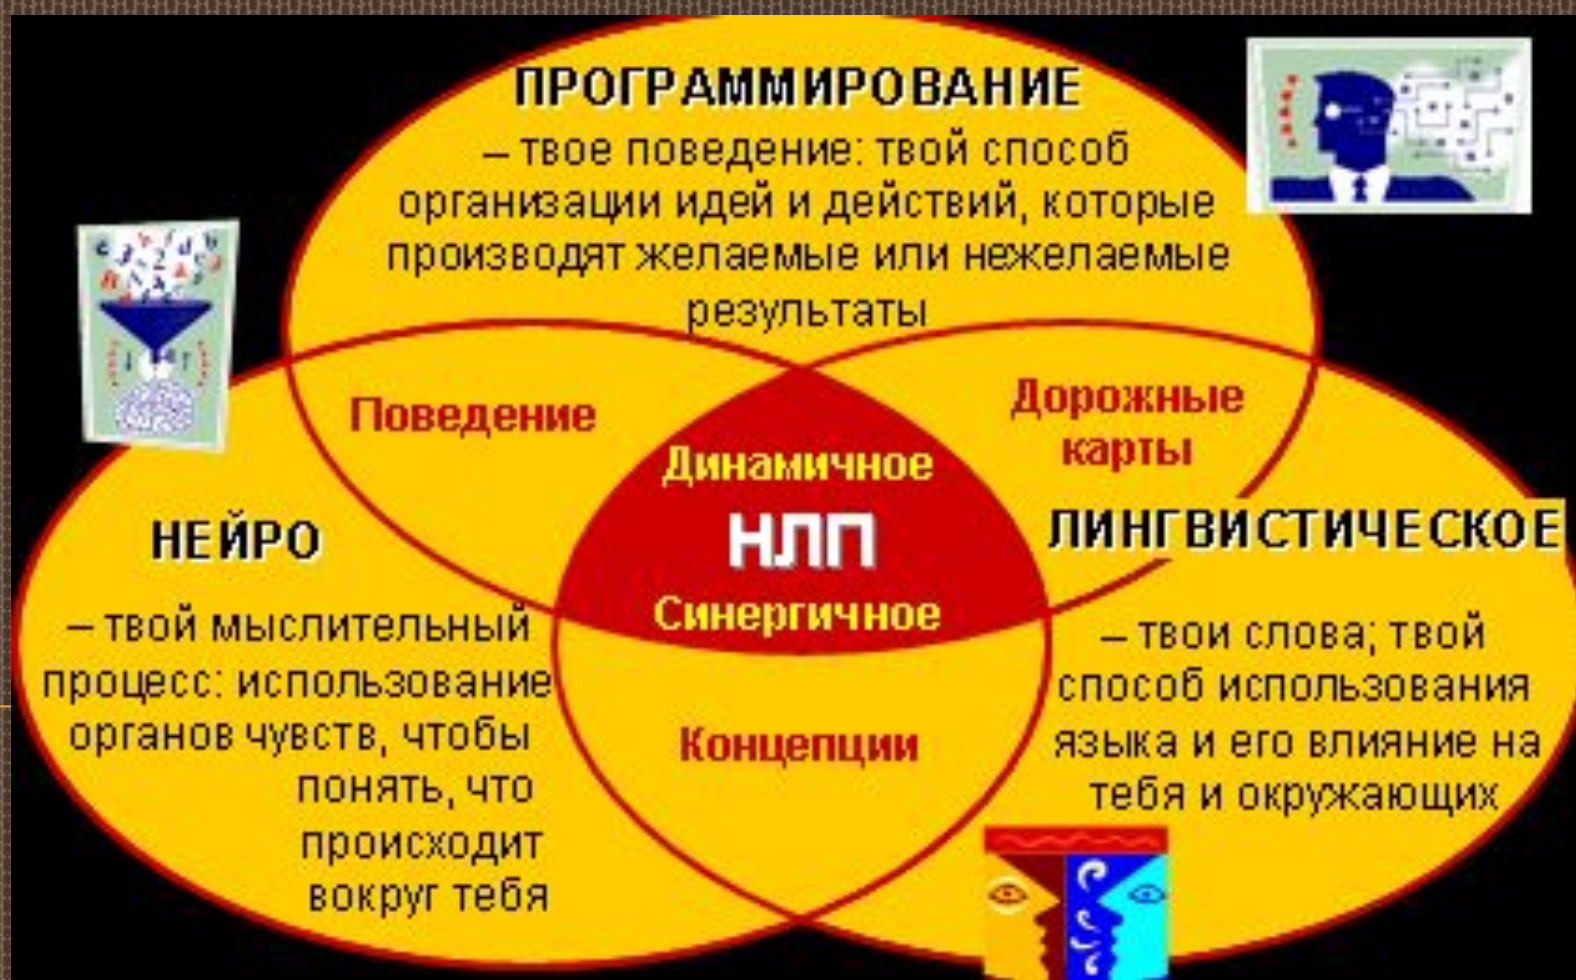 ПРОГРАММИРОВАНИЕ
– твое поведение: твой способ
организации идей и действий, которые
производят желаемые или нежелаемые
результаты
Поведение
Дорожные
карты
Динамичное
НЛП
Синергичное
НЕЙРО
– твой мыслительный
процесс: использование
органов чувств, чтобы
понять, что
происходит
вокруг тебя
ЛИНГВИСТИЧЕСКОЕ
– твои слова; твой
способ использования
языка и его влияние на
тебя и окружающих
Концепции